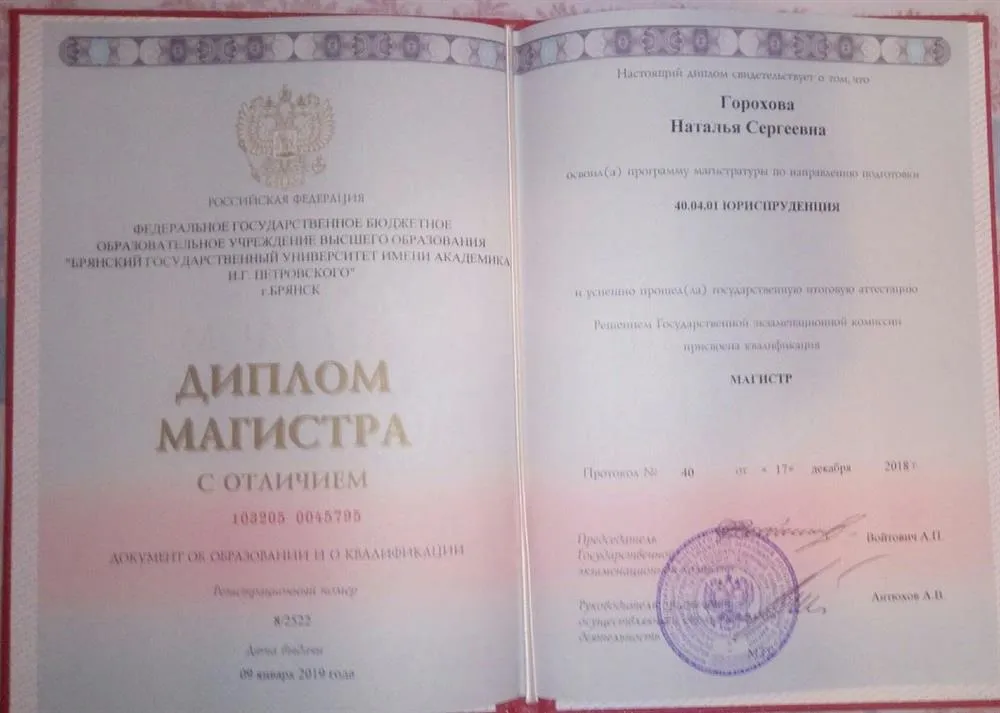 РОССИЙСКАЯ ФЕДЕРАЦИЯ
ФЕДЕРАЛЬНОЕ ГОСУДАРСТВЕННОЕ БЮДЖЕТНОЕ
ОБРАЗОВАТЕЛЬНОЕ УЧРЕЖДЕНИЕ ВЫСШЕГО ОБРАЗОВАНИЯ
"БРЯНСКИЙ ГОСУДАРСТВЕННЫЙ УНИВЕРСИТЕТ ИМЕНИ АКАДЕМИКА
И.Г. ПЕТРОВСКОГО"
г.БРЯНСК
ДИПЛОМ
МАГИСТРА
С ОТЛИЧИЕМ
103205 0045795
ДОКУМЕНТ ОБ ОБРАЗОВАНИИ И О КВАЛИФИКАЦИИ
Регистрационный номер
8/2522
Дата выдачи
09 января 2019 года
Настоящий диплом свидетельствует о том, что
Горохова
Наталья Сергеевна
освоил(а) программу магистратуры по направлению подготовки
40.04.01 ЮРИСПРУДЕНЦИЯ
и успешно прошел(ла) государственную итоговую аттестацию
Решением Государственной экзаменационной комиссии
присвоена квалификация
МАГИСТР
Протокол № 40 от « 17» декабря 2018 г.
Председатель
Государственной
экзаменационной комиссии
Войтович А.П.
Руководитель
осуществляющей
деятельность
Антюхов А.В.
М.П.